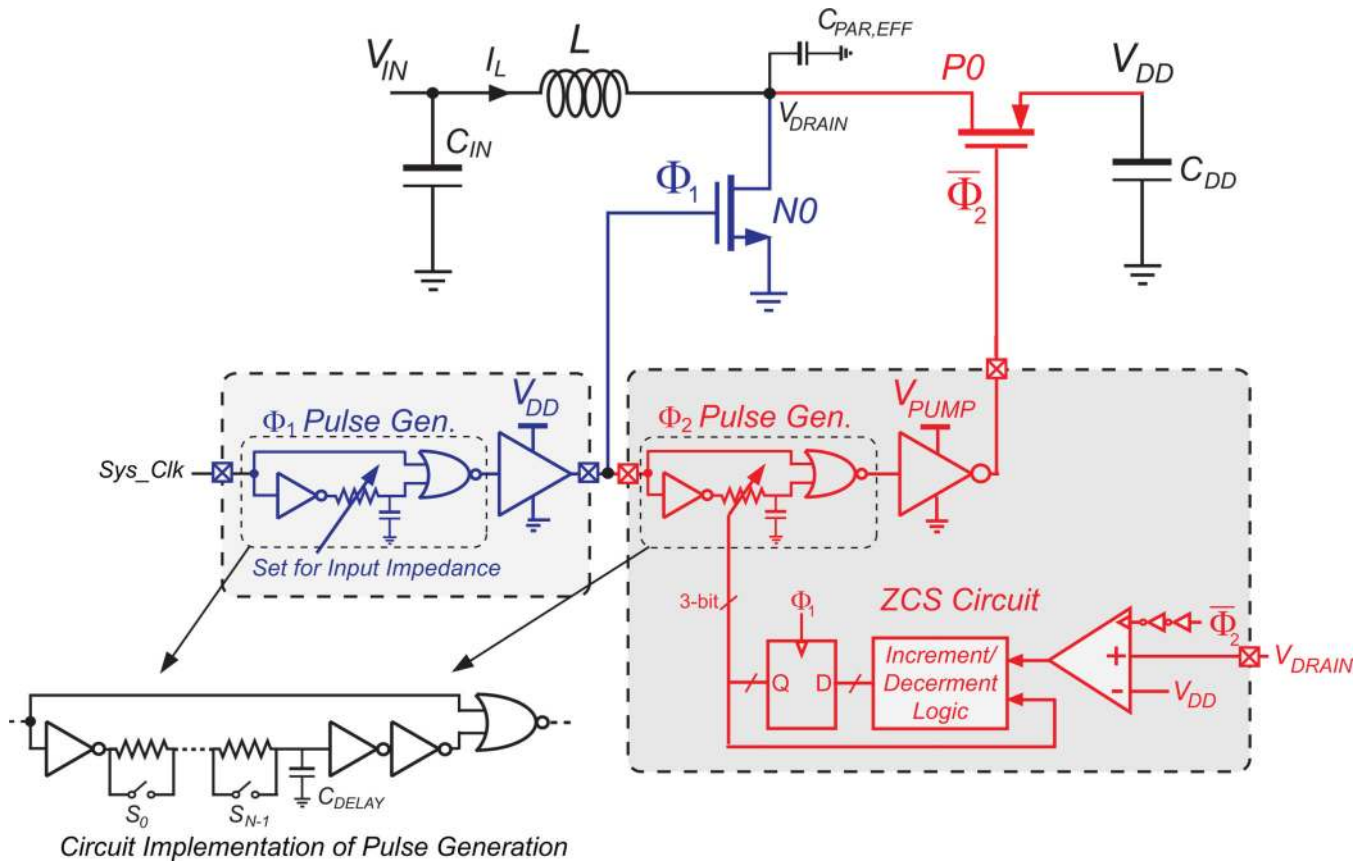 C_PAR,EFF
V_IN
I_L
L
P0
V_DD
V_DRAIN
C_IN
Φ_1
N0
Φ̅_2
C_DD
V_DD
Φ_1 Pulse Gen.
Φ_2 Pulse Gen.
V_PUMP
Sys_Clk
Set for Input Impedance
3-bit
Φ_1
ZCS Circuit
Φ̅_2
Q
D
Increment/
Decerment
Logic
+
-
V_DRAIN
V_DD
S_0
S_N-1
C_DELAY
Circuit Implementation of Pulse Generation